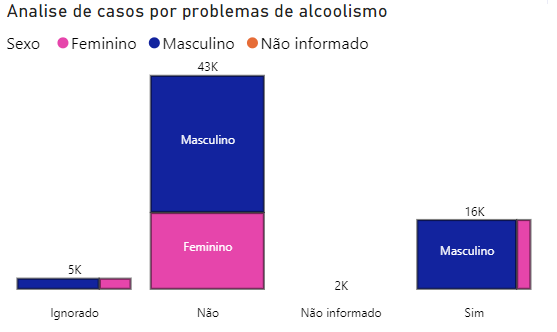 Analise de casos por problemas de alcoolismo
Sexo Feminino Masculino Não informado
43K
Masculino
Feminino
16K
Masculino
5K
2K
Ignorado Não Não informado Sim